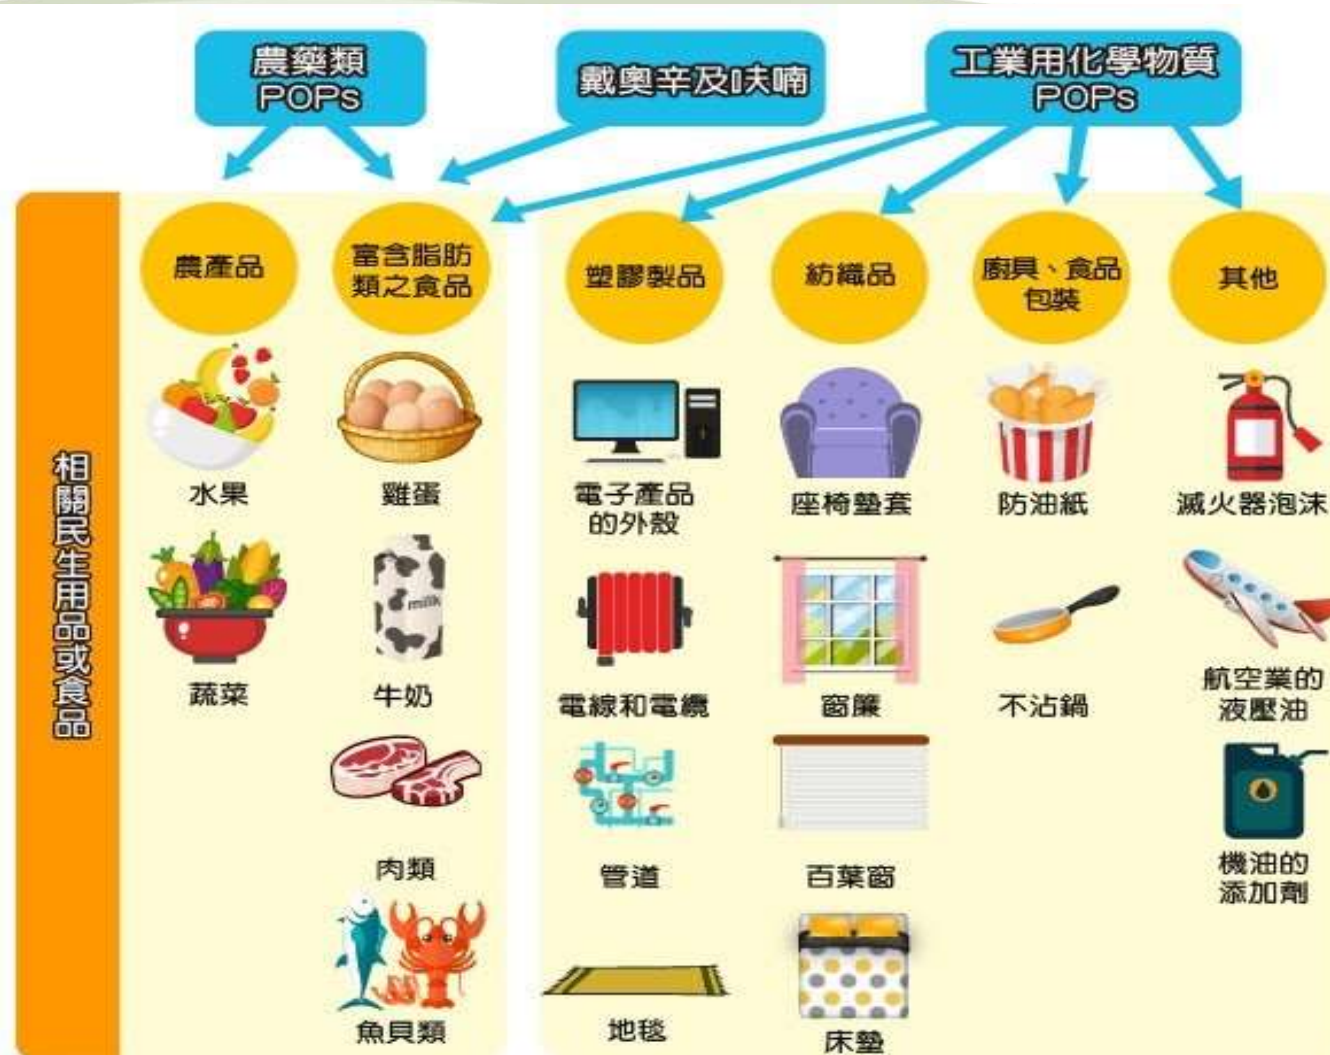 農藥類
POPs
戴奧辛及呋喃
工業用化學物質
POPs
相關民生用品或食品
農產品
水果
蔬菜
富含脂肪
類之食品
雞蛋
milk
牛奶
肉類
魚貝類
塑膠製品
電子產品
的外殼
電線和電纜
管道
地毯
紡織品
座椅墊套
窗簾
百葉窗
床墊
廚具、食品
包裝
防油紙
不沾鍋
其他
滅火器泡沫
航空業的
液壓油
機油的
添加劑